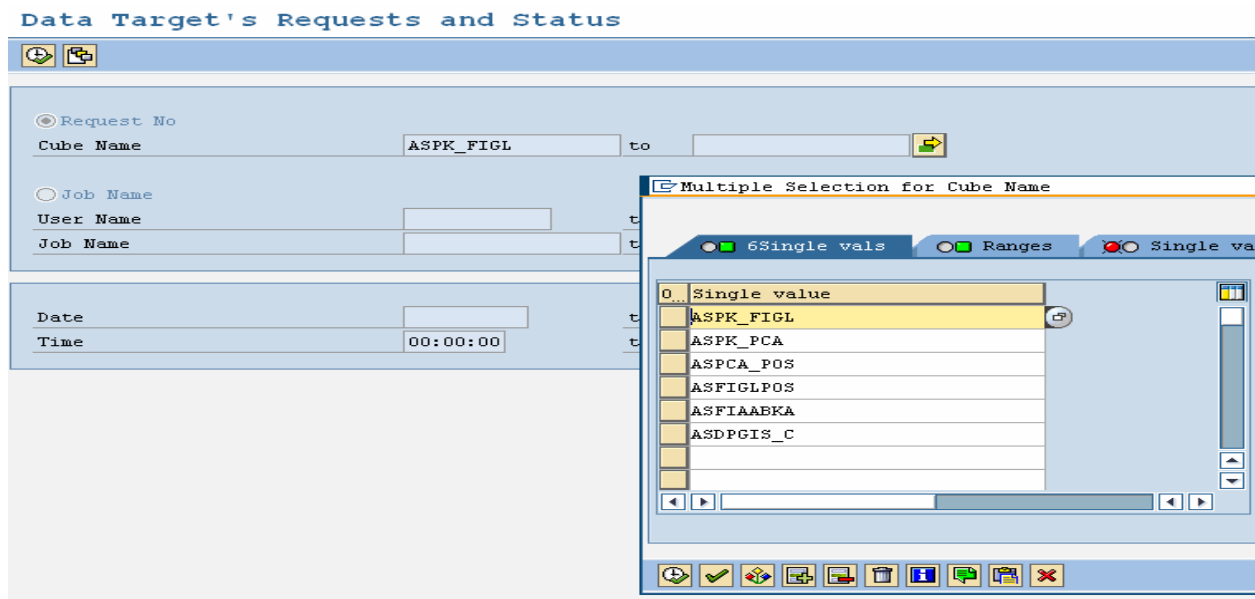 Data Target's Requests and Status
Request No
Cube Name ASPK_FIGL to
Job Name
User Name t
Job Name t
Date t
Time 00:00:00 t
Multiple Selection for Cube Name
6Single vals Ranges Single va
O.. Single value
ASPK_FIGL
ASPK_PCA
ASPCA_POS
ASFIGLPOS
ASFIAABKA
ASDPGIS_C